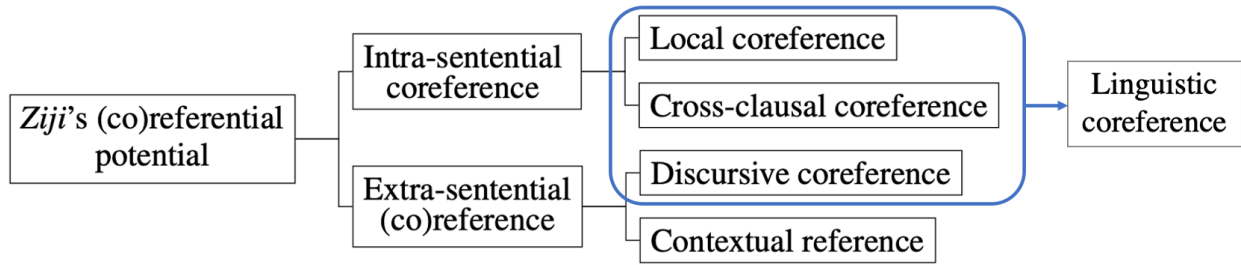 Ziji's (co)referential
potential
Intra-sentential
coreference
Extra-sentential
(co)reference
Local coreference
Cross-clausal coreference
Discursive coreference
Contextual reference
Linguistic
coreference